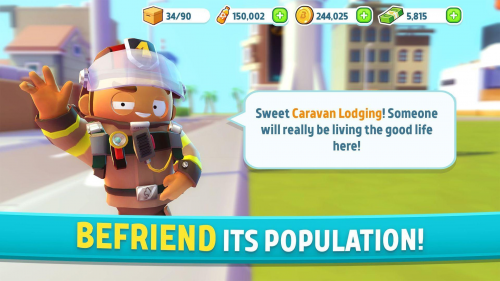 34/90 150,002 244,025 5,815
Sweet Caravan Lodging! Someone
will really be living the good life
here!
BEFRIEND ITS POPULATION!